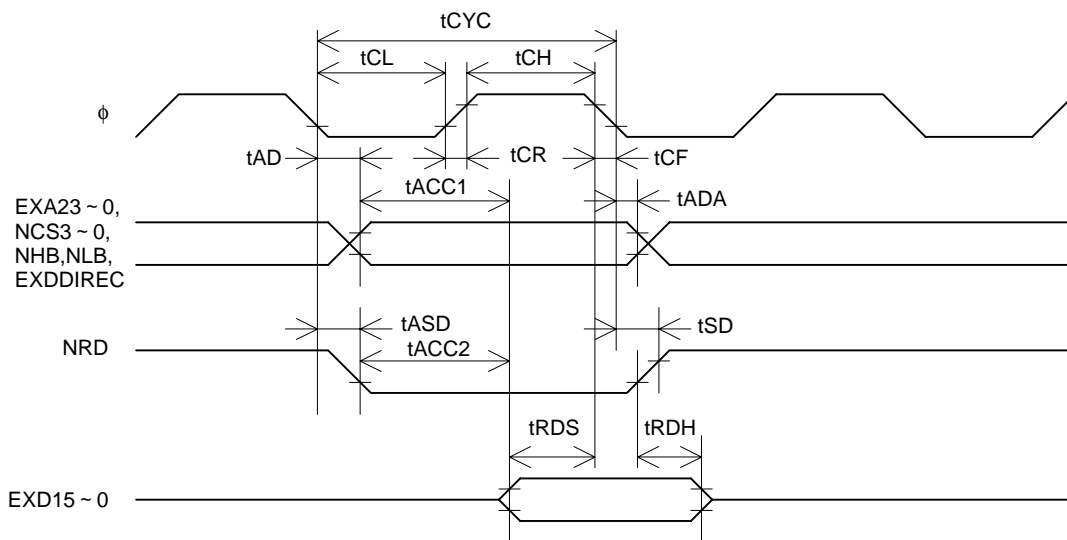 tCYC
tCL
tCH
ϕ
tAD
tCR
tCF
tACC1
tADA
EXA23 ~ 0,
NCS3 ~ 0,
NHB,NLB,
EXDDIREC
tASD
tSD
NRD
tACC2
tRDS
tRDH
EXD15 ~ 0